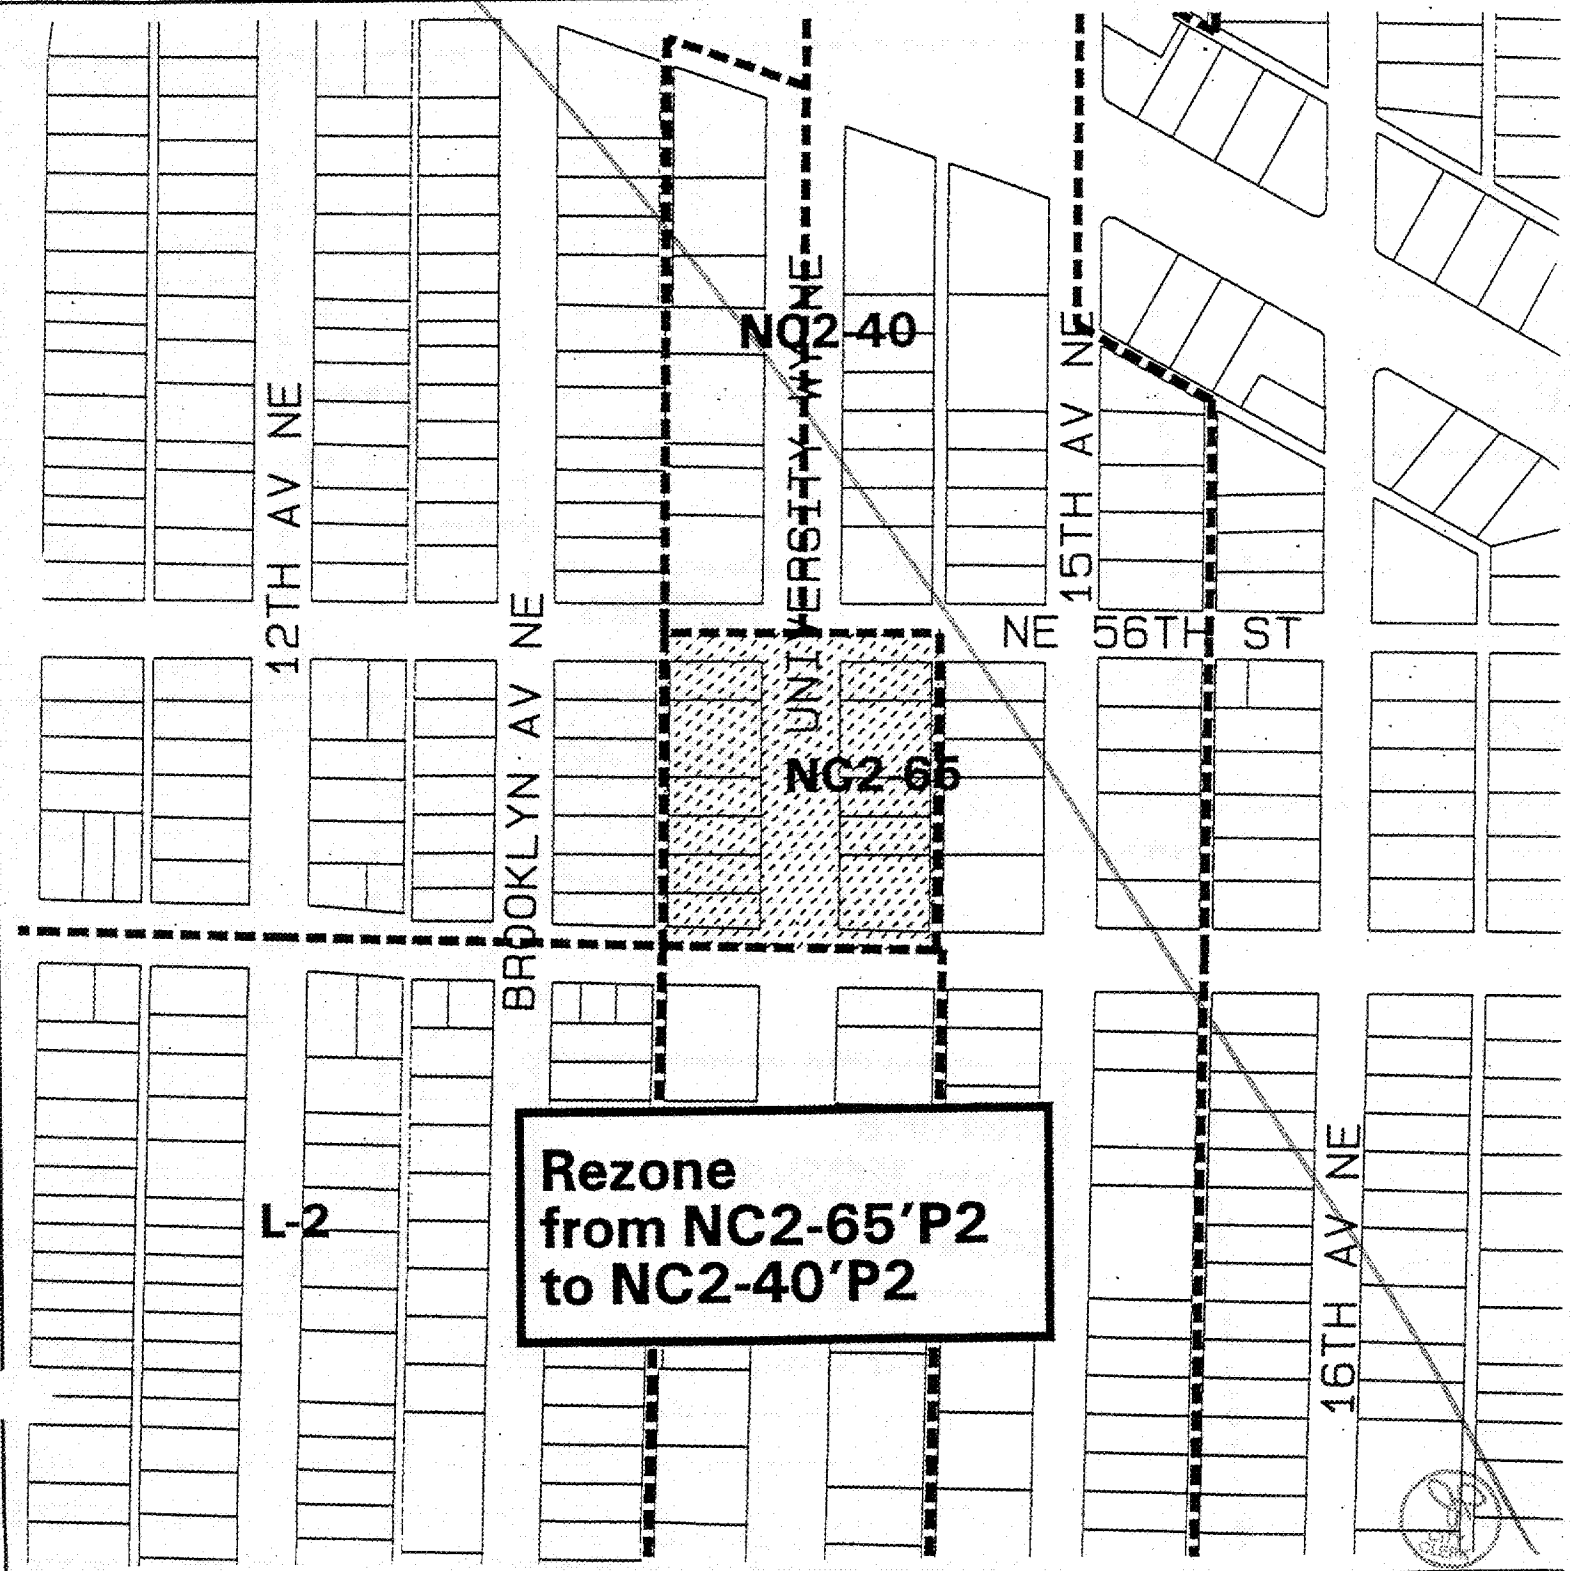 NC2-40
UNIVERSITY WY NE
15TH AV NE
12TH AV NE
BROOKLYN AV NE
NE 56TH ST
NC2-65
Rezone
from NC2-65'P2
to NC2-40'P2
L-2
16TH AV NE